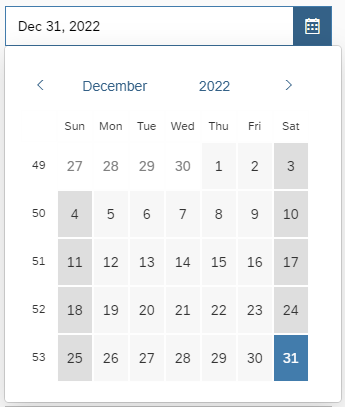 Dec 31, 2022
December 2022
Sun Mon Tue Wed Thu Fri Sat
49 27 28 29 30 1 2 3
50 4 5 6 7 8 9 10
51 11 12 13 14 15 16 17
52 18 19 20 21 22 23 24
53 25 26 27 28 29 30 31